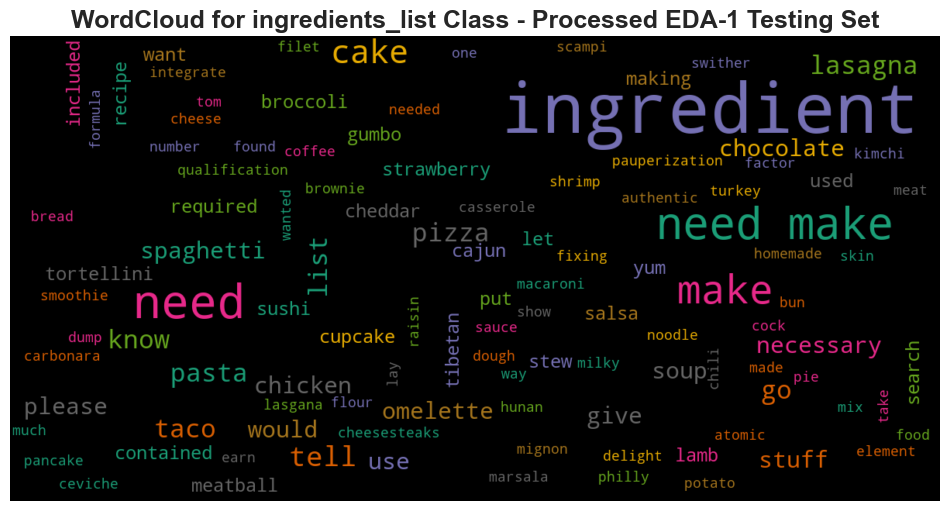 WordCloud for ingredients_list Class - Processed EDA-1 Testing Set
filet
cake
one
scampi
included
want
integrate
recipe
formula
swither
lasagna
making
ingredient
tom
cheese
broccoli
needed
gumbo
number
found
coffee
chocolate
kimchi
pauperization
factor
qualification
strawberry
brownie
shrimp
authentic
turkey
used
meat
bread
required
wanted
cheddar
casserole
need make
pizza
let
spaghetti
list
cajun
fixing
yum
homemade
skin
tortellini
smoothie
need
sushi
macaroni
make
bun
put
show
salsa
raisin
dump
know
carbonara
cupcake
tibetan
sauce
noodle
cock
necessary
dough
way
stew
milky
soup
chili
made
pie
search
pasta
chicken
lay
please
lasgana
flour
omelette
hunan
give
go
mix
take
much
taco
would
cheesesteaks
atomic
food
pancake
contained
earn
tell
use
mignon
delight
lamb
stuff
element
ceviche
meatball
marsala
philly
potato